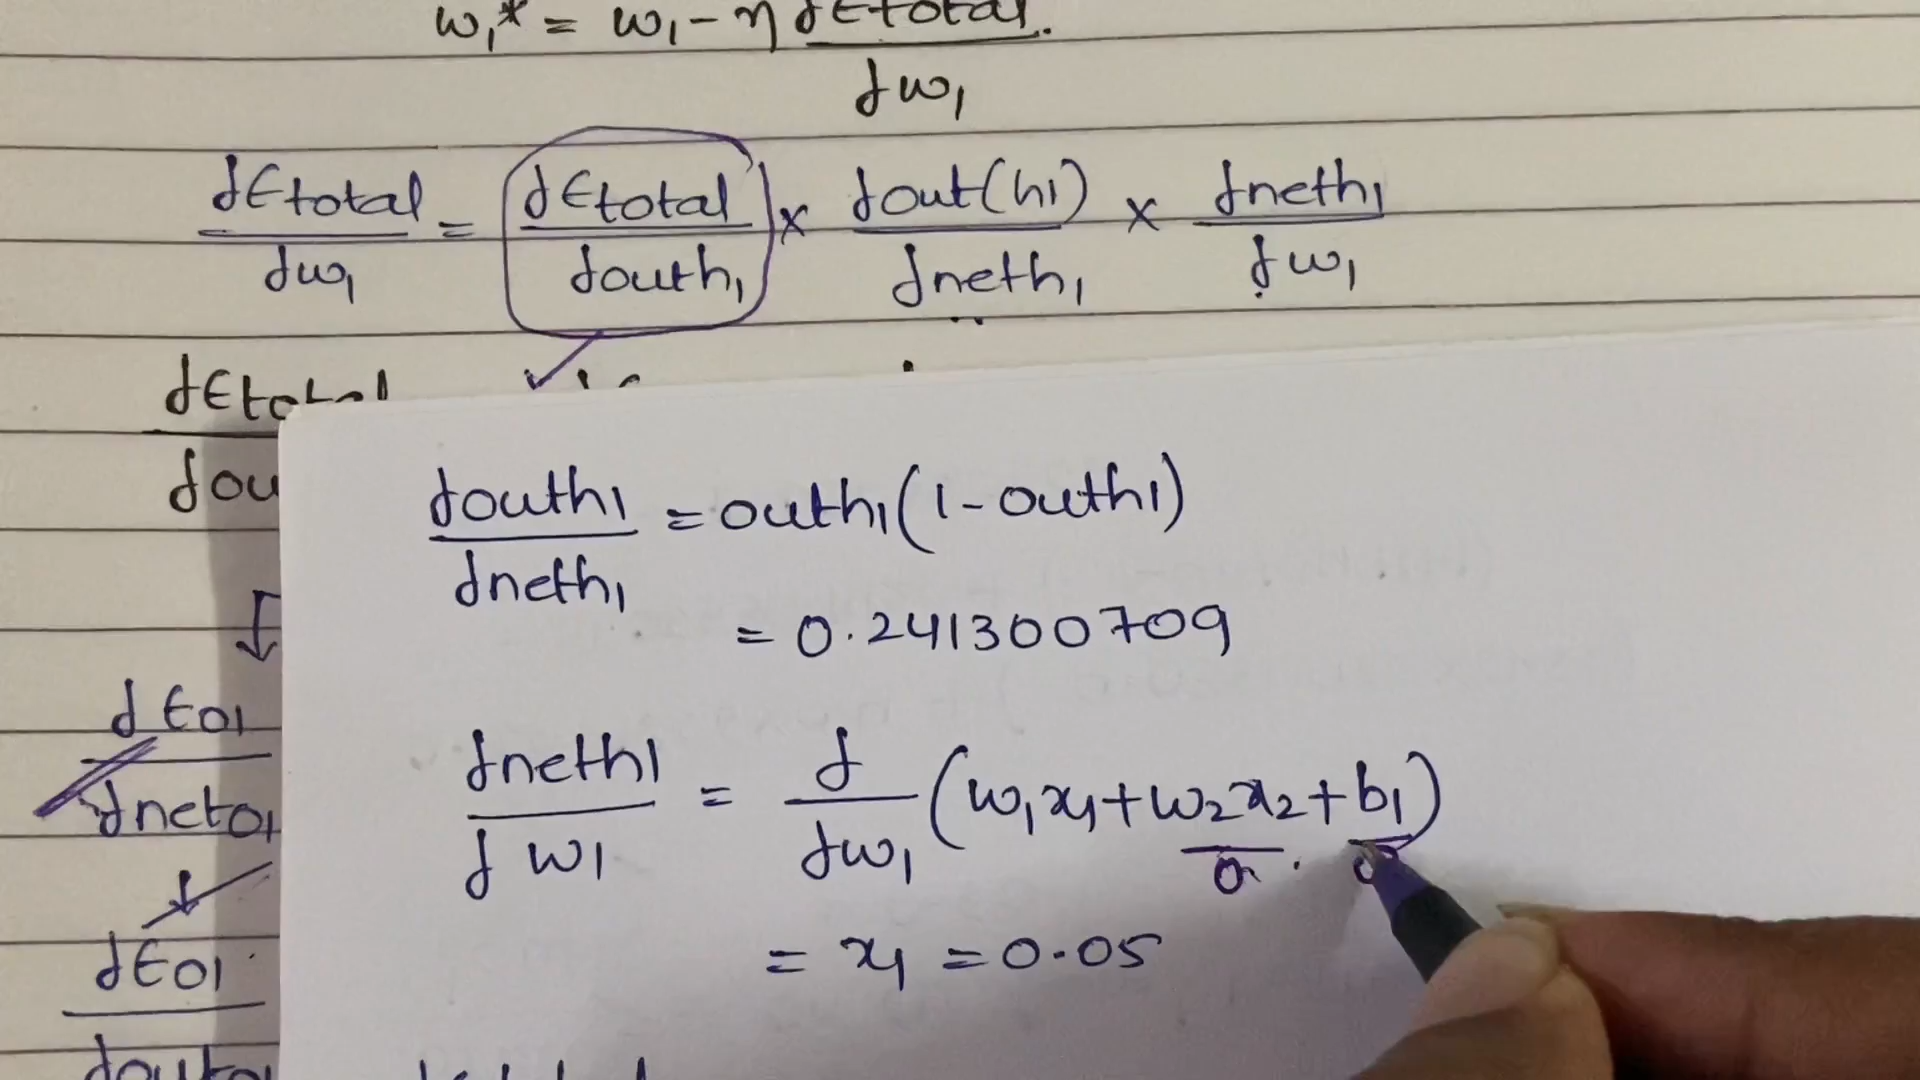 w₁* = w₁ - η ∂Etotal.
∂w₁
∂Etotal = ∂Etotal × ∂out(h1) × ∂neth₁
∂w₁ ∂outh₁ ∂neth₁ ∂w₁
∂Etotal
∂ou
∂outh1 = outh₁(1 - outh1)
∂neth₁
= 0.241300709
∂E01
∂neto1
∂neth1 = ∂ (w₁x₁ + w₂x₂ + b₁)
∂w1 ∂w₁
0 0
= x₁ = 0.05
∂E01
∂outo1